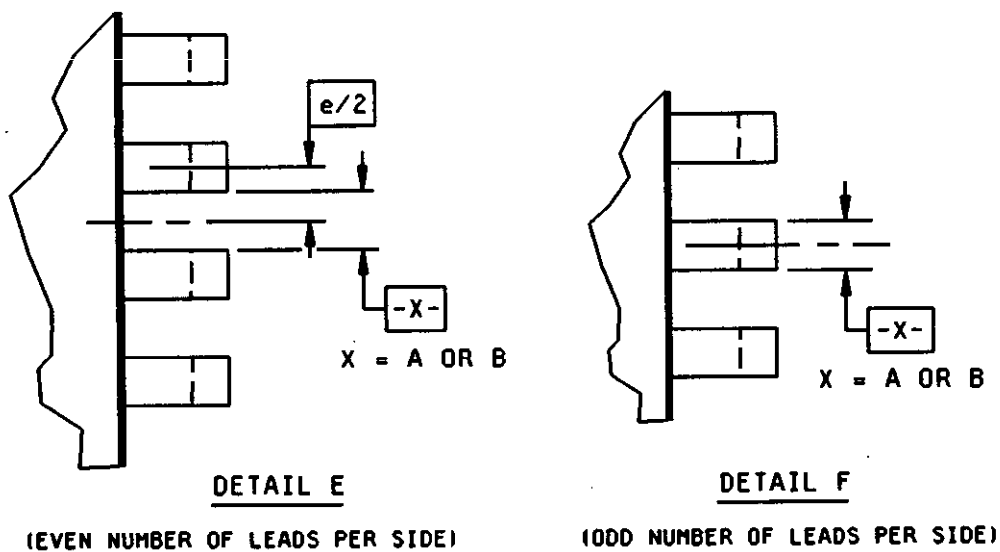 e/2
-X-
X = A OR B
DETAIL E
(EVEN NUMBER OF LEADS PER SIDE)
-X-
X = A OR B
DETAIL F
(ODD NUMBER OF LEADS PER SIDE)